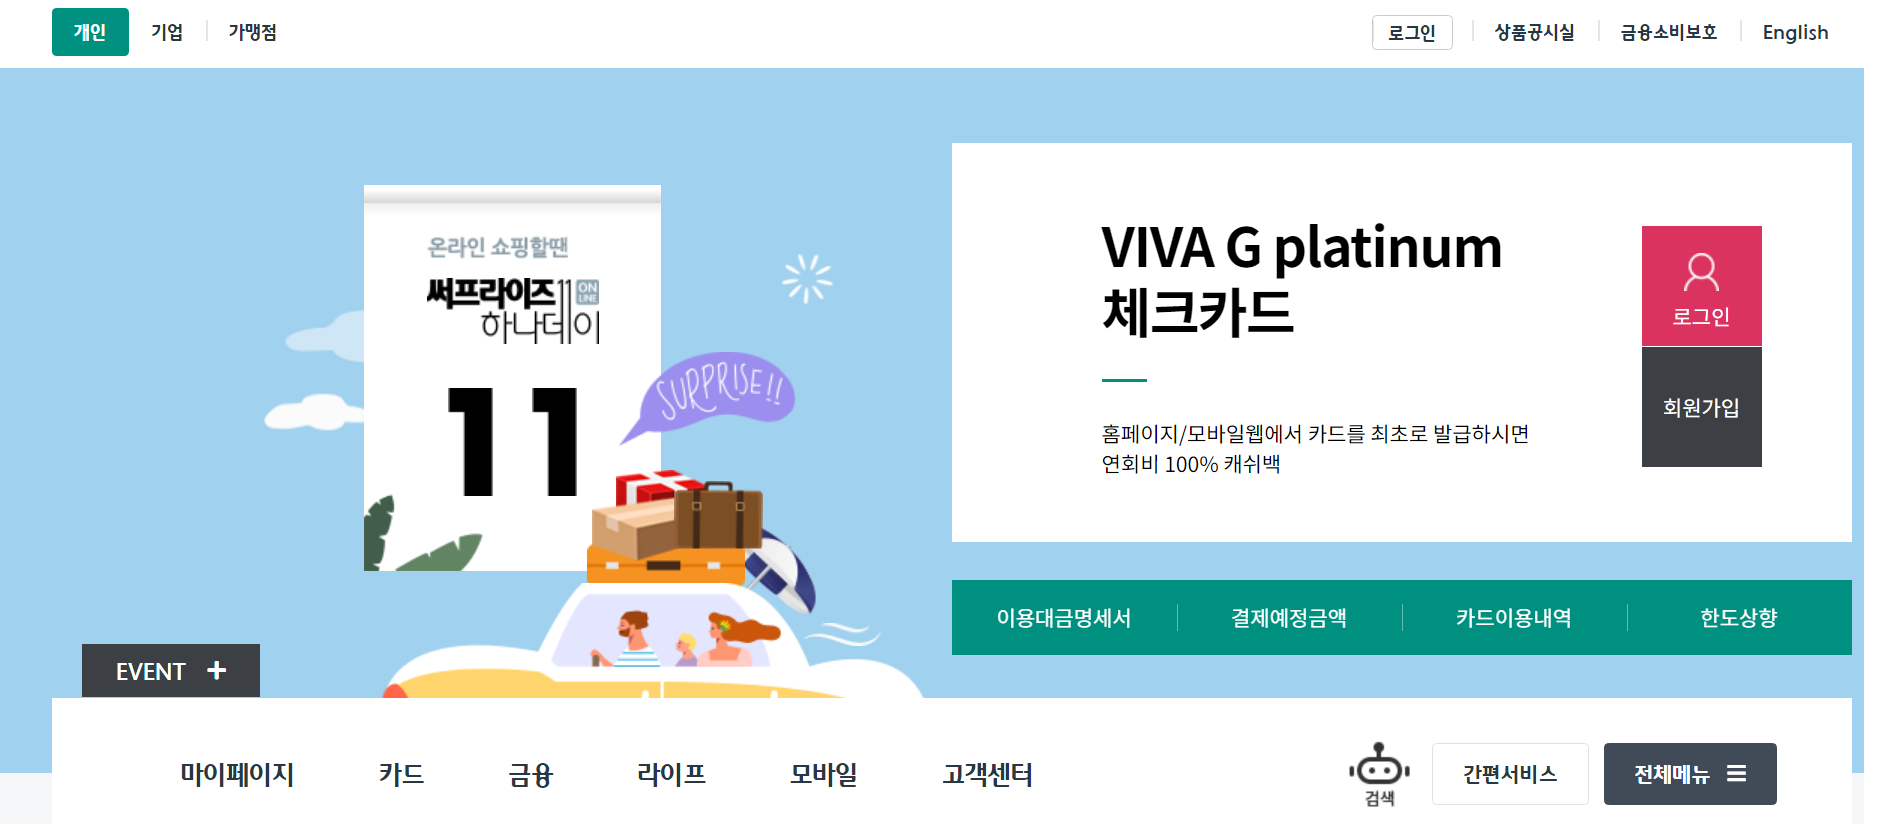 개인 기업 가맹점 로그인 상품공시실 금융소비보호 English
온라인 쇼핑할땐
써프라이즈11 ON LINE
하나데이
11
SURPRISE!!
VIVA G platinum
체크카드
홈페이지/모바일웹에서 카드를 최초로 발급하시면
연회비 100% 캐쉬백
로그인
회원가입
이용대금명세서 결제예정금액 카드이용내역 한도상향
EVENT +
마이페이지 카드 금융 라이프 모바일 고객센터 검색 간편서비스 전체메뉴